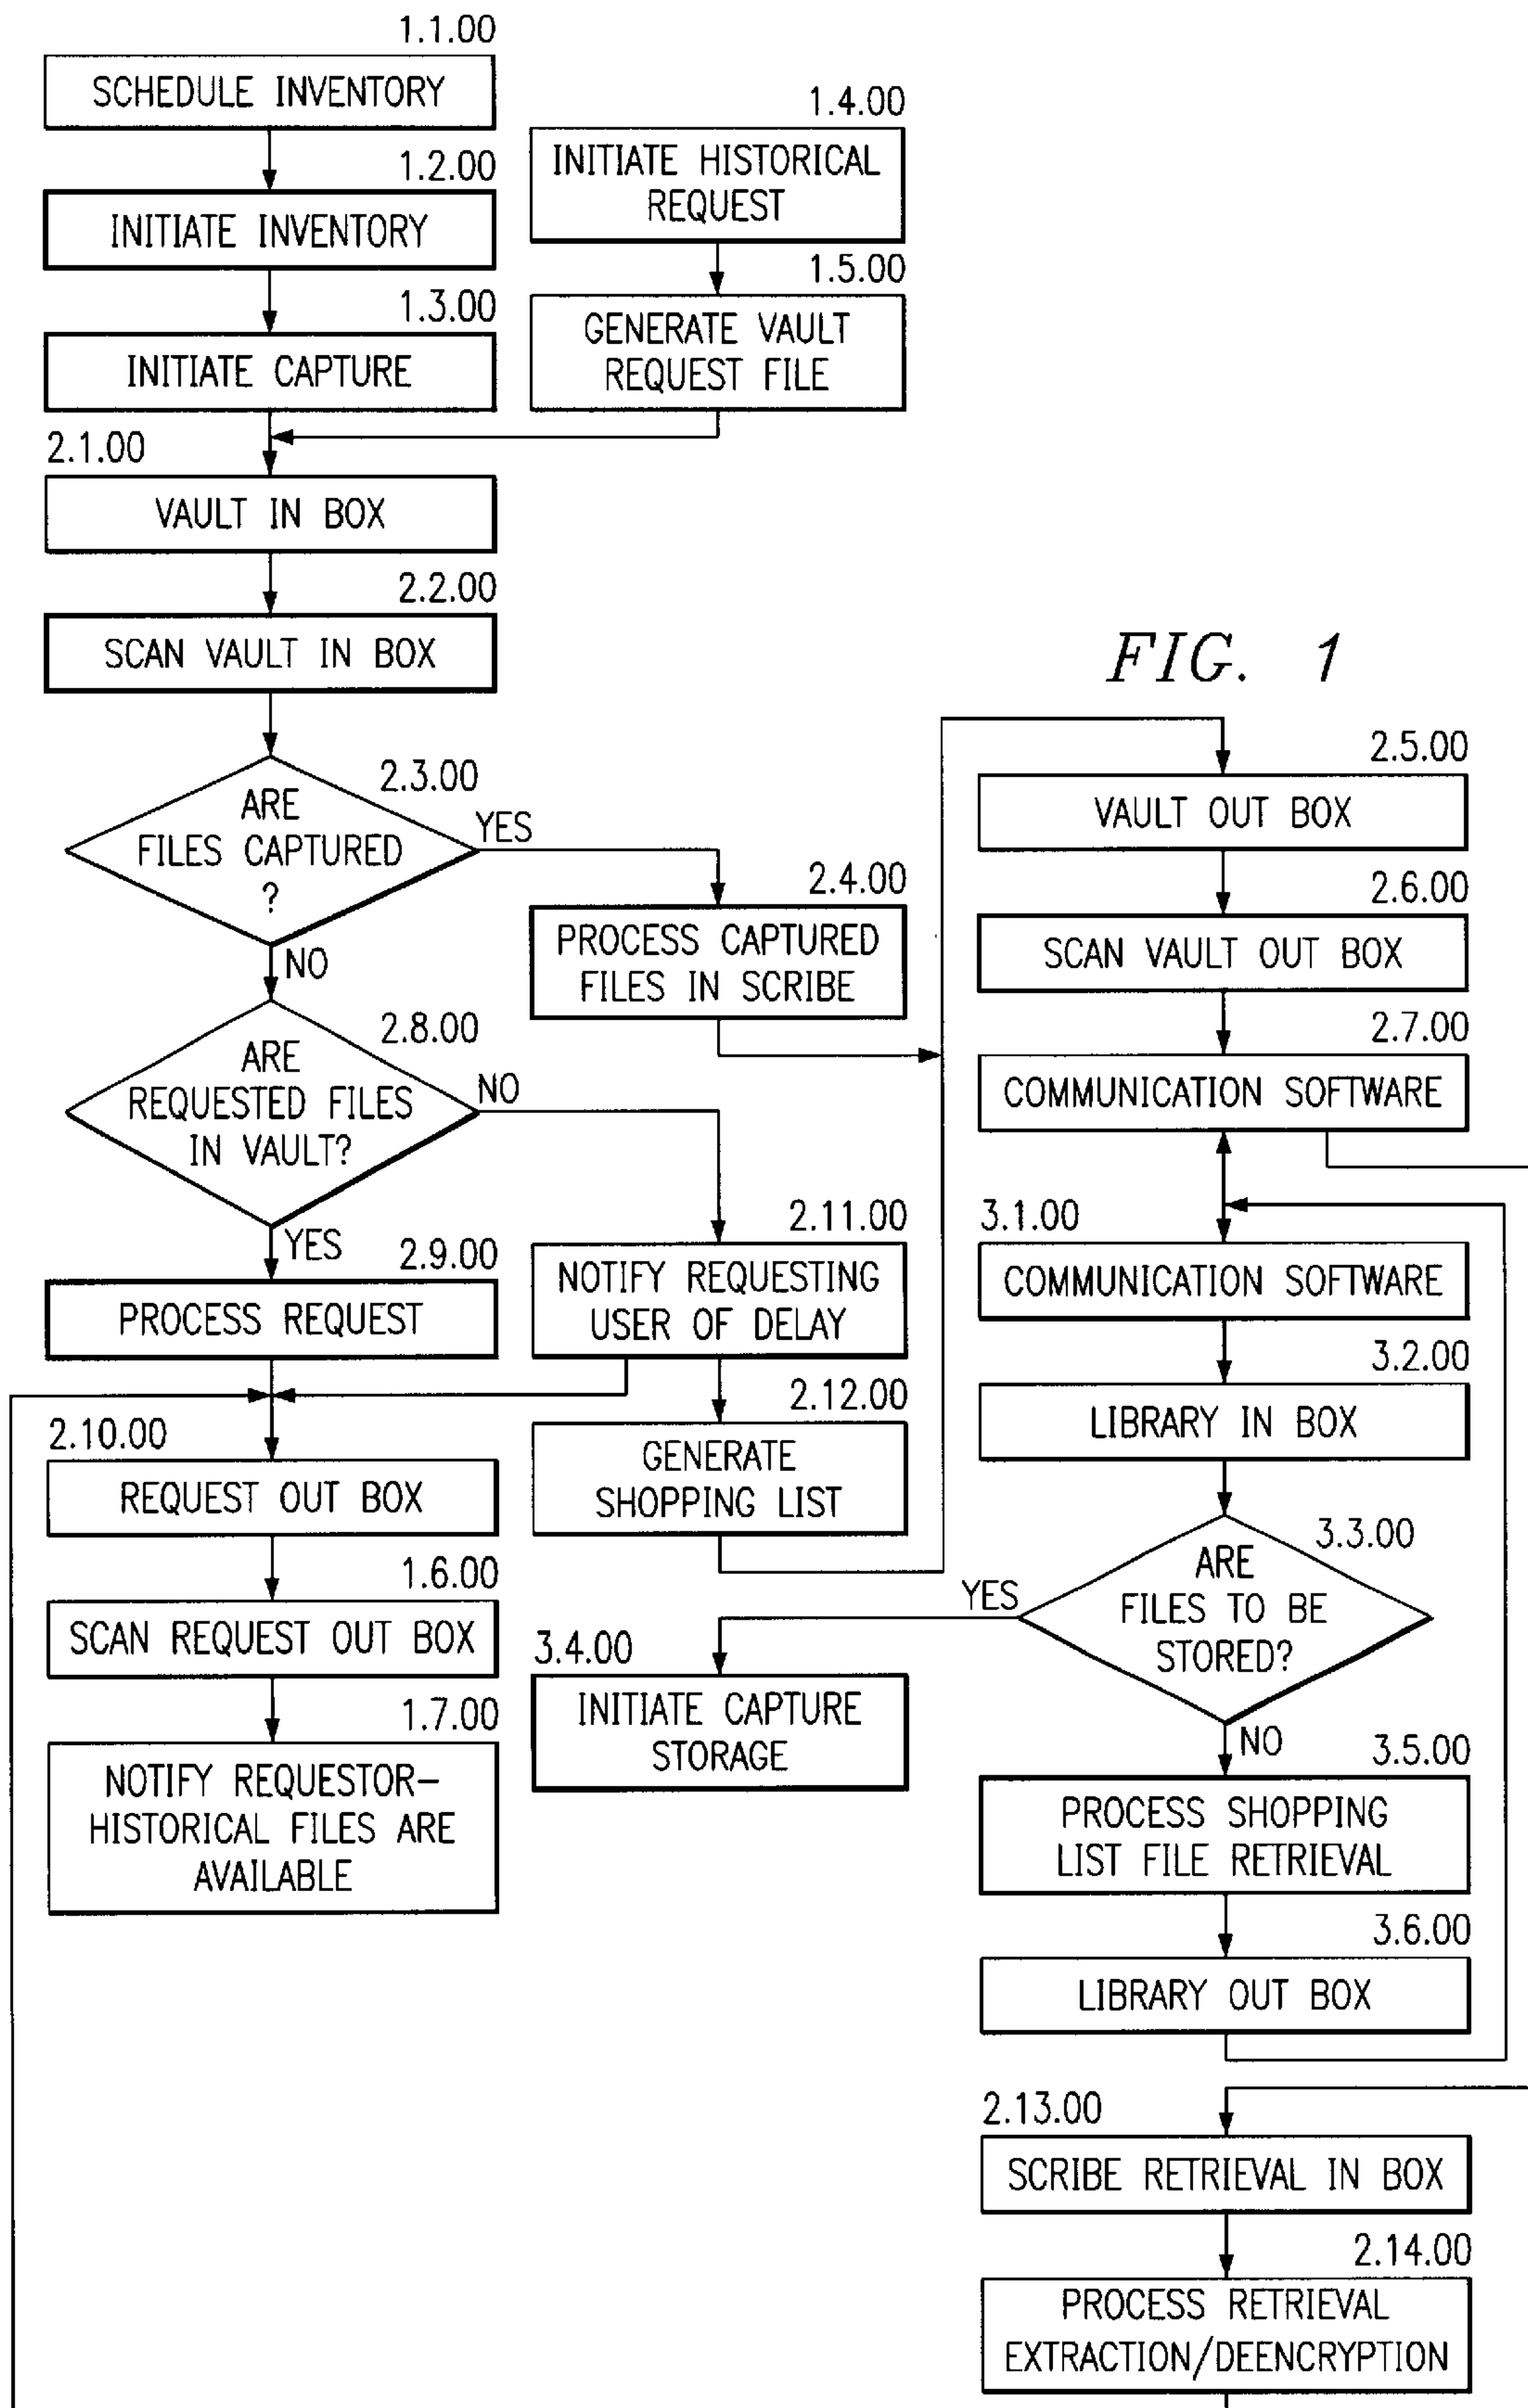 1.1.00
SCHEDULE INVENTORY
1.2.00
INITIATE INVENTORY
1.3.00
INITIATE CAPTURE
1.4.00
INITIATE HISTORICAL
REQUEST
1.5.00
GENERATE VAULT
REQUEST FILE
2.1.00
VAULT IN BOX
2.2.00
SCAN VAULT IN BOX
2.3.00
ARE
FILES CAPTURED
?
YES
NO
2.4.00
PROCESS CAPTURED
FILES IN SCRIBE
2.8.00
ARE
REQUESTED FILES
IN VAULT?
NO
YES
2.9.00
PROCESS REQUEST
2.11.00
NOTIFY REQUESTING
USER OF DELAY
2.12.00
GENERATE
SHOPPING LIST
2.10.00
REQUEST OUT BOX
1.6.00
SCAN REQUEST OUT BOX
1.7.00
NOTIFY REQUESTOR–
HISTORICAL FILES ARE
AVAILABLE
FIG. 1
2.5.00
VAULT OUT BOX
2.6.00
SCAN VAULT OUT BOX
2.7.00
COMMUNICATION SOFTWARE
3.1.00
COMMUNICATION SOFTWARE
3.2.00
LIBRARY IN BOX
3.3.00
ARE
FILES TO BE
STORED?
YES
3.4.00
INITIATE CAPTURE
STORAGE
NO
3.5.00
PROCESS SHOPPING
LIST FILE RETRIEVAL
3.6.00
LIBRARY OUT BOX
2.13.00
SCRIBE RETRIEVAL IN BOX
2.14.00
PROCESS RETRIEVAL
EXTRACTION/DEENCRYPTION